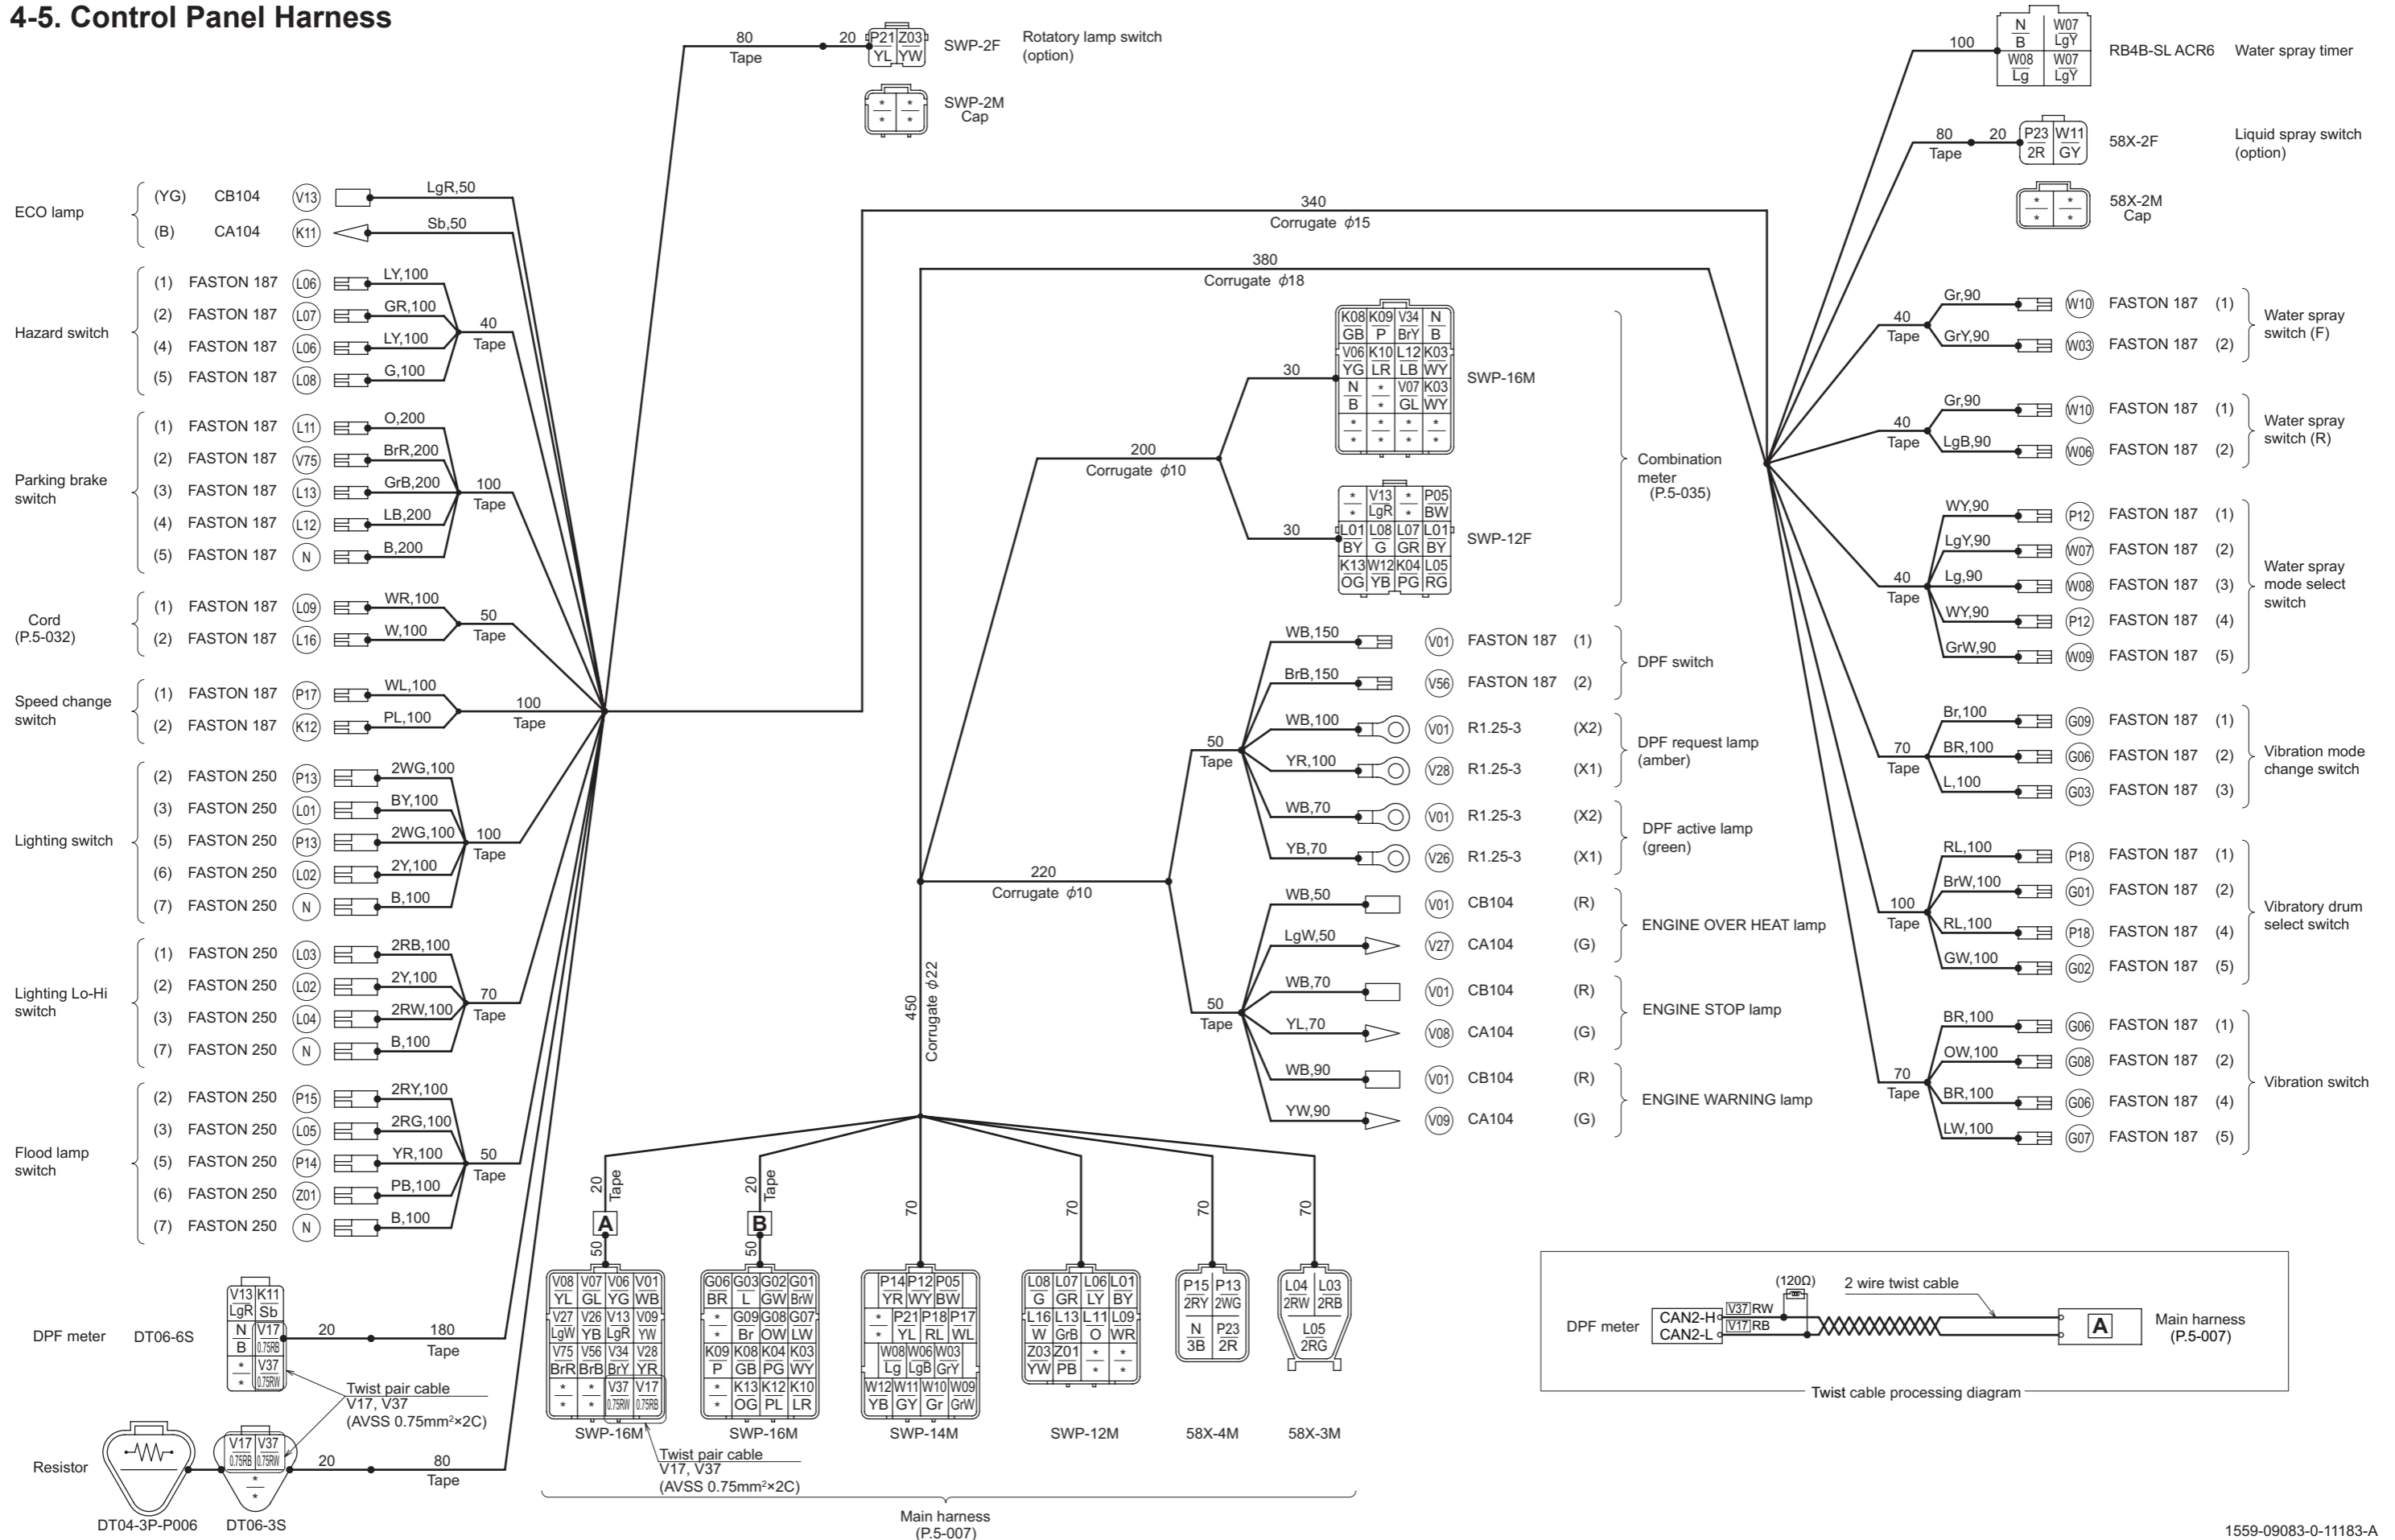 4-5. Control Panel Harness
80
Tape
20
P21 Z03
YL YW
SWP-2F
Rotatory lamp switch
(option)
* *
* *
SWP-2M
Cap
ECO lamp
(YG) CB104 V13 LgR,50
(B) CA104 K11 Sb,50
Hazard switch
(1) FASTON 187 L06 LY,100
(2) FASTON 187 L07 GR,100
(4) FASTON 187 L06 LY,100
(5) FASTON 187 L08 G,100
40
Tape
Parking brake
switch
(1) FASTON 187 L11 O,200
(2) FASTON 187 V75 BrR,200
(3) FASTON 187 L13 GrB,200
(4) FASTON 187 L12 LB,200
(5) FASTON 187 N B,200
100
Tape
Cord
(P.5-032)
(1) FASTON 187 L09 WR,100
(2) FASTON 187 L16 W,100
50
Tape
Speed change
switch
(1) FASTON 187 P17 WL,100
(2) FASTON 187 K12 PL,100
100
Tape
Lighting switch
(2) FASTON 250 P13 2WG,100
(3) FASTON 250 L01 BY,100
(5) FASTON 250 P13 2WG,100
(6) FASTON 250 L02 2Y,100
(7) FASTON 250 N B,100
100
Tape
Lighting Lo-Hi
switch
(1) FASTON 250 L03 2RB,100
(2) FASTON 250 L02 2Y,100
(3) FASTON 250 L04 2RW,100
(7) FASTON 250 N B,100
70
Tape
Flood lamp
switch
(2) FASTON 250 P15 2RY,100
(3) FASTON 250 L05 2RG,100
(5) FASTON 250 P14 YR,100
(6) FASTON 250 Z01 PB,100
(7) FASTON 250 N B,100
50
Tape
DPF meter DT06-6S
V13 K11
LgR Sb
N V17
B 0.75RB
* V37
* 0.75RW
20
180
Tape
Twist pair cable
V17, V37
(AVSS 0.75mm²×2C)
Resistor
V17 V37
0.75RB 0.75RW
*
*
20
80
Tape
DT04-3P-P006
DT06-3S
340
Corrugate ϕ15
380
Corrugate ϕ18
200
Corrugate ϕ10
30
K08 K09 V34 N
GB P BrY B
V06 K10 L12 K03
YG LR LB WY
N * V07 K03
B * GL WY
* * * *
* * * *
SWP-16M
30
* V13 * P05
* LgR * BW
L01 L08 L07 L01
BY G GR BY
K13 W12 K04 L05
OG YB PG RG
SWP-12F
Combination
meter
(P.5-035)
220
Corrugate ϕ10
50
Tape
WB,150 V01 FASTON 187 (1)
BrB,150 V56 FASTON 187 (2)
DPF switch
WB,100 V01 R1.25-3 (X2)
YR,100 V28 R1.25-3 (X1)
DPF request lamp
(amber)
WB,70 V01 R1.25-3 (X2)
YB,70 V26 R1.25-3 (X1)
DPF active lamp
(green)
50
Tape
WB,50 V01 CB104 (R)
LgW,50 V27 CA104 (G)
ENGINE OVER HEAT lamp
WB,70 V01 CB104 (R)
YL,70 V08 CA104 (G)
ENGINE STOP lamp
WB,90 V01 CB104 (R)
YW,90 V09 CA104 (G)
ENGINE WARNING lamp
450
Corrugate ϕ22
20
Tape
A
50
V08 V07 V06 V01
YL GL YG WB
V27 V26 V13 V09
LgW YB LgR YW
V75 V56 V34 V28
BrR BrB BrY YR
* * V37 V17
* * 0.75RW 0.75RB
SWP-16M
Twist pair cable
V17, V37
(AVSS 0.75mm²×2C)
20
Tape
B
50
G06 G03 G02 G01
BR L GW BrW
* G09 G08 G07
* Br OW LW
K09 K08 K04 K03
P GB PG WY
* K13 K12 K10
* OG PL LR
SWP-16M
70
P14 P12 P05
YR WY BW
* P21 P18 P17
* YL RL WL
W08 W06 W03
Lg LgB GrY
W12 W11 W10 W09
YB GY Gr GrW
SWP-14M
70
L08 L07 L06 L01
G GR LY BY
L16 L13 L11 L09
W GrB O WR
Z03 Z01 * *
YW PB * *
SWP-12M
70
P15 P13
2RY 2WG
N P23
3B 2R
58X-4M
70
L04 L03
2RW 2RB
L05
2RG
58X-3M
Main harness
(P.5-007)
100
N W07
B LgY
W08 W07
Lg LgY
RB4B-SL ACR6 Water spray timer
80
Tape
20
P23 W11
2R GY
58X-2F
Liquid spray switch
(option)
* *
* *
58X-2M
Cap
40
Tape
Gr,90 W10 FASTON 187 (1)
GrY,90 W03 FASTON 187 (2)
Water spray
switch (F)
40
Tape
Gr,90 W10 FASTON 187 (1)
LgB,90 W06 FASTON 187 (2)
Water spray
switch (R)
40
Tape
WY,90 P12 FASTON 187 (1)
LgY,90 W07 FASTON 187 (2)
Lg,90 W08 FASTON 187 (3)
WY,90 P12 FASTON 187 (4)
GrW,90 W09 FASTON 187 (5)
Water spray
mode select
switch
70
Tape
Br,100 G09 FASTON 187 (1)
BR,100 G06 FASTON 187 (2)
L,100 G03 FASTON 187 (3)
Vibration mode
change switch
100
Tape
RL,100 P18 FASTON 187 (1)
BrW,100 G01 FASTON 187 (2)
RL,100 P18 FASTON 187 (4)
GW,100 G02 FASTON 187 (5)
Vibratory drum
select switch
70
Tape
BR,100 G06 FASTON 187 (1)
OW,100 G08 FASTON 187 (2)
BR,100 G06 FASTON 187 (4)
LW,100 G07 FASTON 187 (5)
Vibration switch
DPF meter
CAN2-H
CAN2-L
V37 RW
V17 RB
(120Ω)
2 wire twist cable
A
Main harness
(P.5-007)
Twist cable processing diagram
1559-09083-0-11183-A